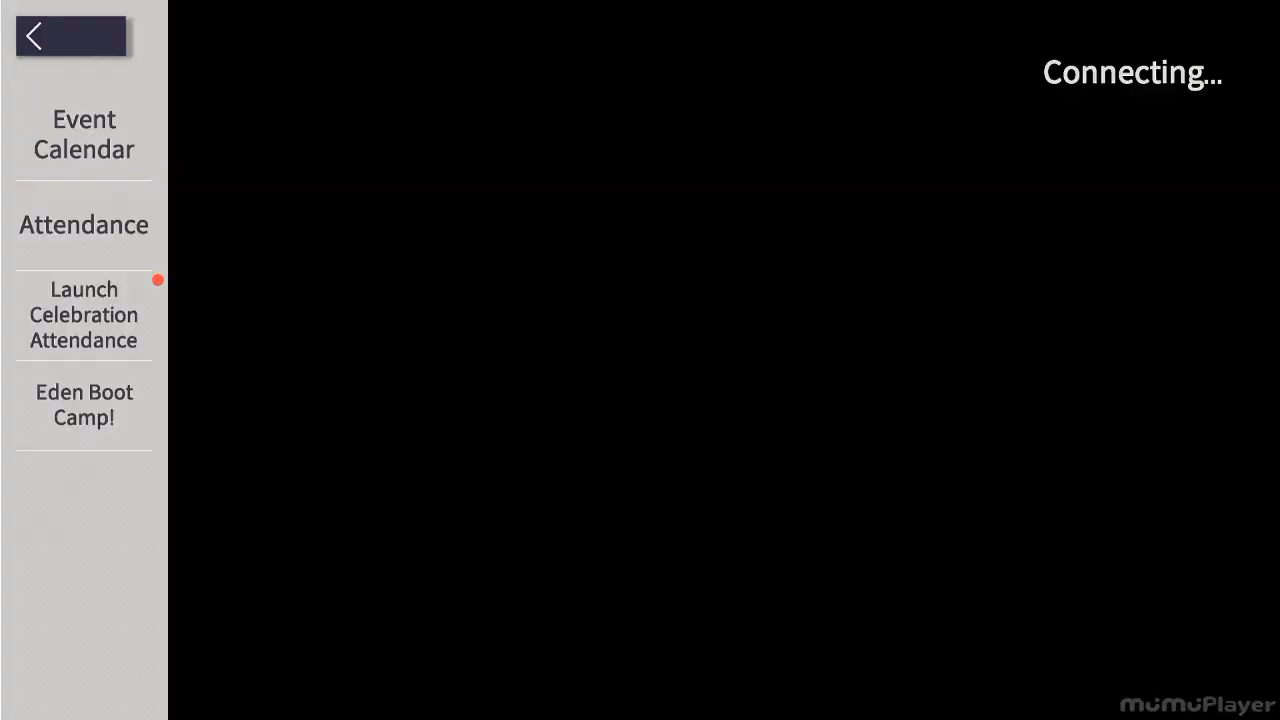 Connecting...
Event
Calendar
Attendance
Launch
Celebration
Attendance
Eden Boot
Camp!
MuMuPlayer